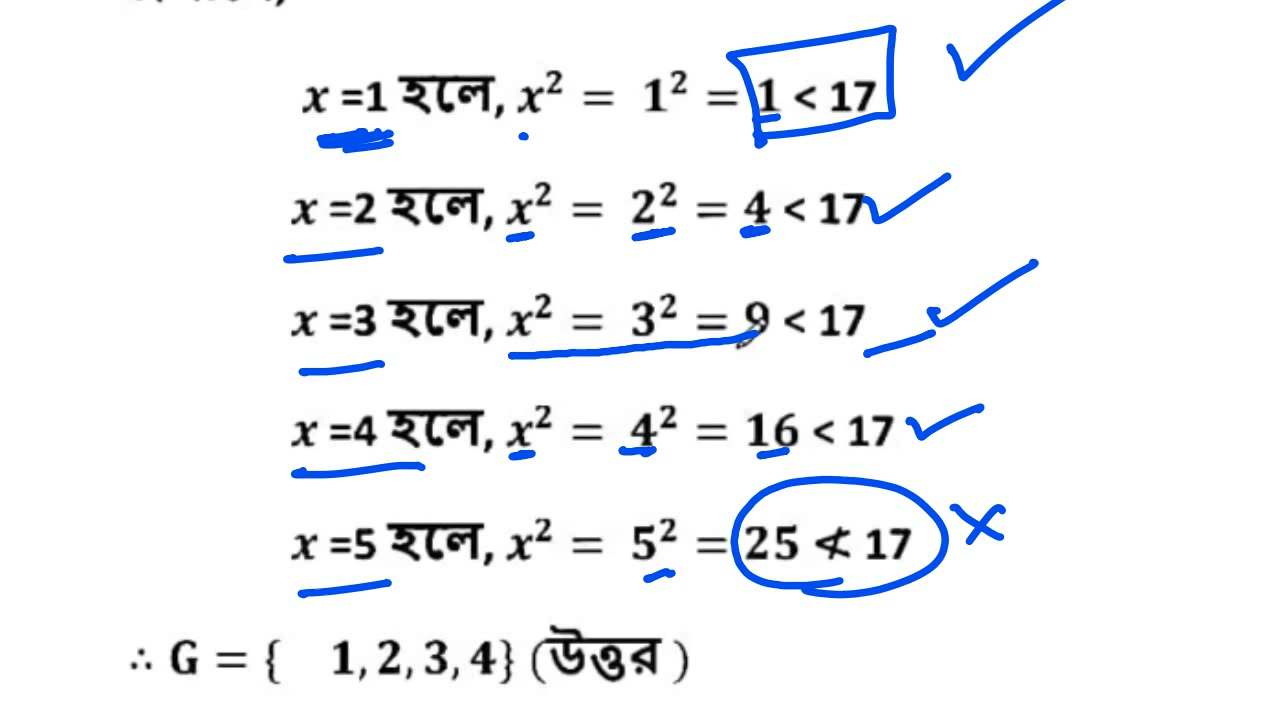 x =1 হলে, x² = 1² = 1 < 17
x =2 হলে, x² = 2² = 4 < 17
x =3 হলে, x² = 3² = 9 < 17
x =4 হলে, x² = 4² = 16 < 17
x =5 হলে, x² = 5² = 25 ≮ 17
∴ G = { 1, 2, 3, 4} (উত্তর )